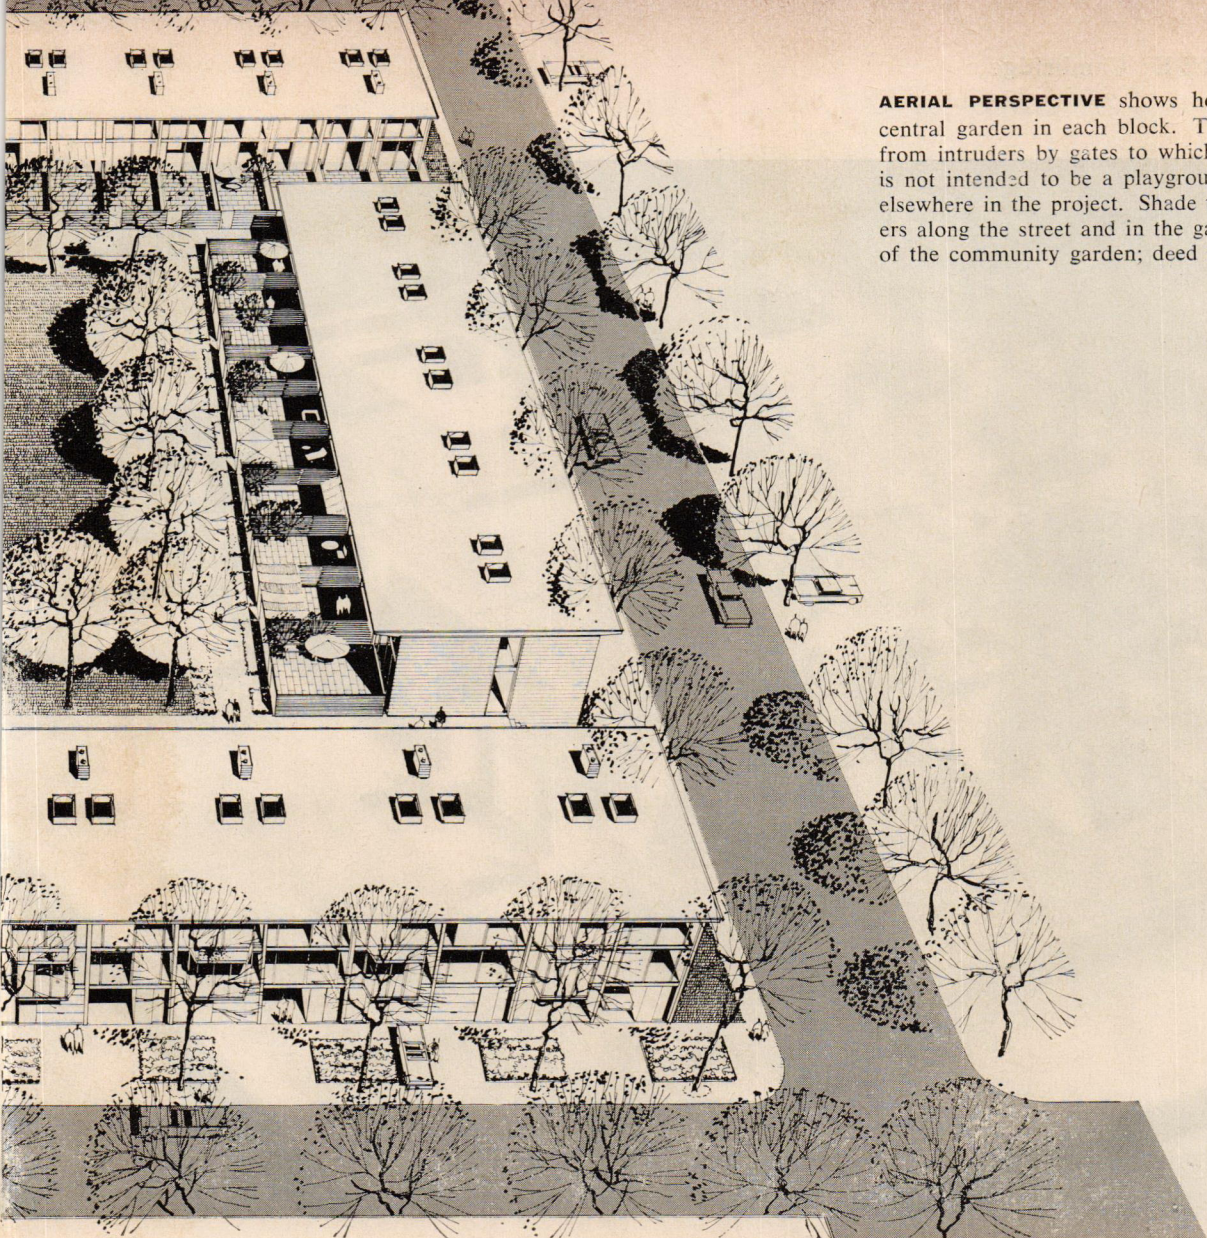 AERIAL PERSPECTIVE shows
central garden in each block.
from intruders by gates to which
is not intended to be a
elsewhere in the project. Shade
ers along the street and in the
of the community garden; deed